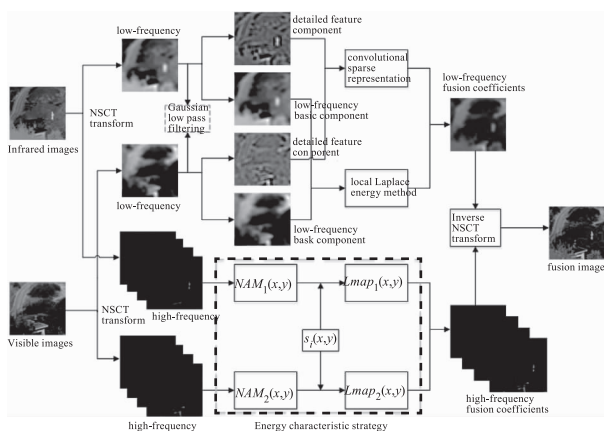 low-frequency
detailed feature
component
NSCT
transform
Gaussian
low pass
filtering
Infrared images
low-frequency
basic component
convolutional
sparse
representation
low-frequency
fusion coefficients
detailed feature
con ponent
low-frequency
local Laplace
energy method
low-frequency
bask component
Inverse
NSCT
transform
fusion image
NSCT
transform
Visible images
high-frequency
NAM₁(x,y)
Lmap₁(x,y)
sᵢ(x,y)
NAM₂(x,y)
Lmap₂(x,y)
high-frequency
Energy characteristic strategy
high-frequency
fusion coefficients